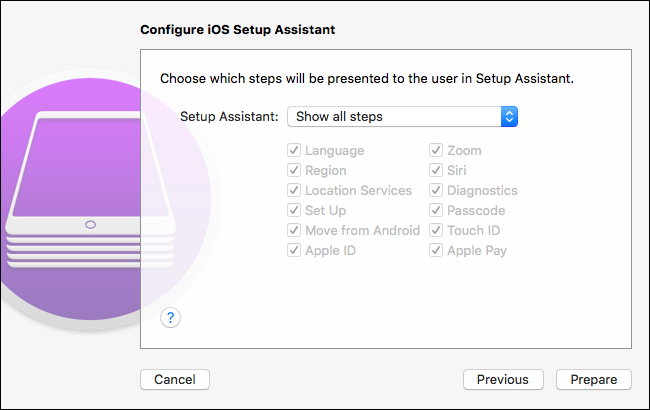 Configure iOS Setup Assistant
Choose which steps will be presented to the user in Setup Assistant.
Setup Assistant: Show all steps
Language Zoom
Region Siri
Location Services Diagnostics
Set Up Passcode
Move from Android Touch ID
Apple ID Apple Pay
?
Cancel Previous Prepare